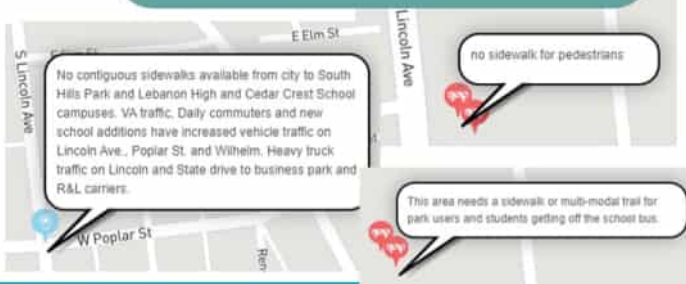 E Elm St
S Lincoln Ave
No contiguous sidewalks available from city to South
Hills Park and Lebanon High and Cedar Crest School
campuses. VA traffic. Daily commuters and new
school additions have increased vehicle traffic on
Lincoln Ave., Poplar St. and Wilhelm. Heavy truck
traffic on Lincoln and State drive to business park and
R&L carriers.
W Poplar St
Ren
Lincoln Ave
no sidewalk for pedestrians
This area needs a sidewalk or multi-modal trail for
park users and students getting off the school bus.